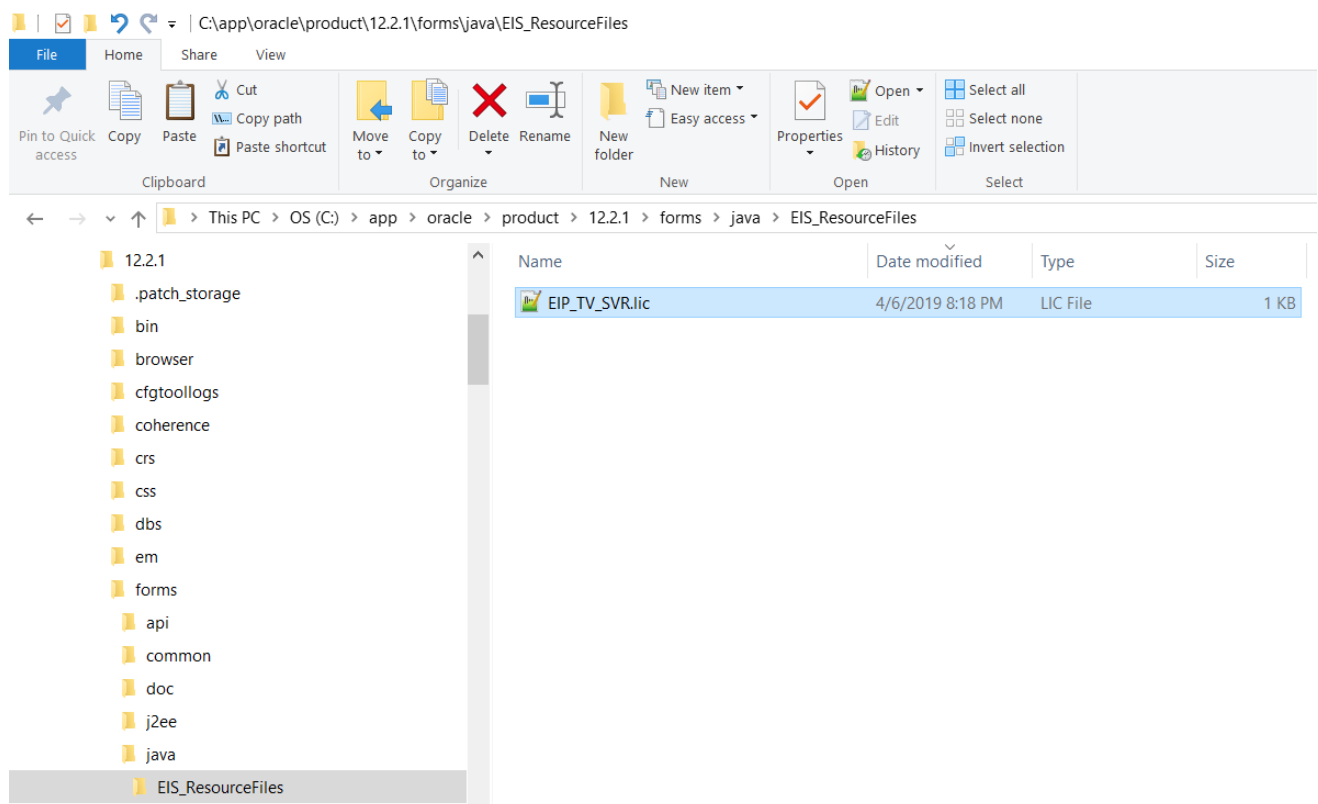 C:\app\oracle\product\12.2.1\forms\java\EIS_ResourceFiles
File Home Share View
Pin to Quick access
Copy
Paste
Cut
Copy path
Paste shortcut
Clipboard
Move to
Copy to
Delete
Rename
Organize
New folder
New item
Easy access
New
Properties
Open
Edit
History
Open
Select all
Select none
Invert selection
Select
This PC > OS (C:) > app > oracle > product > 12.2.1 > forms > java > EIS_ResourceFiles
12.2.1
.patch_storage
bin
browser
cfgtoollogs
coherence
crs
css
dbs
em
forms
api
common
doc
j2ee
java
EIS_ResourceFiles
Name Date modified Type Size
EIP_TV_SVR.lic 4/6/2019 8:18 PM LIC File 1 KB